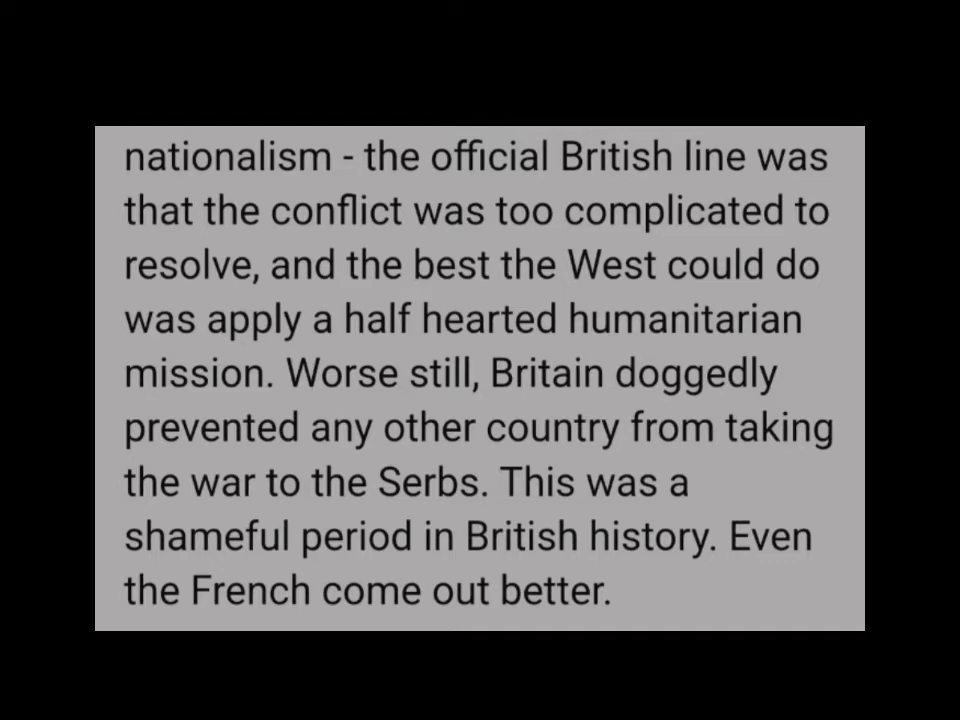 nationalism - the official British line was
that the conflict was too complicated to
resolve, and the best the West could do
was apply a half hearted humanitarian
mission. Worse still, Britain doggedly
prevented any other country from taking
the war to the Serbs. This was a
shameful period in British history. Even
the French come out better.